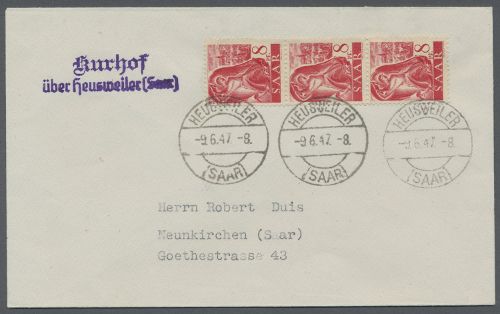 Kurhof
über Heusweiler (Saar)
8 SAAR
8 SAAR
8 SAAR
HEUSWEILER
-9.6.47.-8.
(SAAR)
HEUSWEILER
-9.6.47.-8.
(SAAR)
HEUSWEILER
-9.6.47.-8.
(SAAR)
Herrn Robert Duis
Neunkirchen (Saar)
Goethestrasse 43